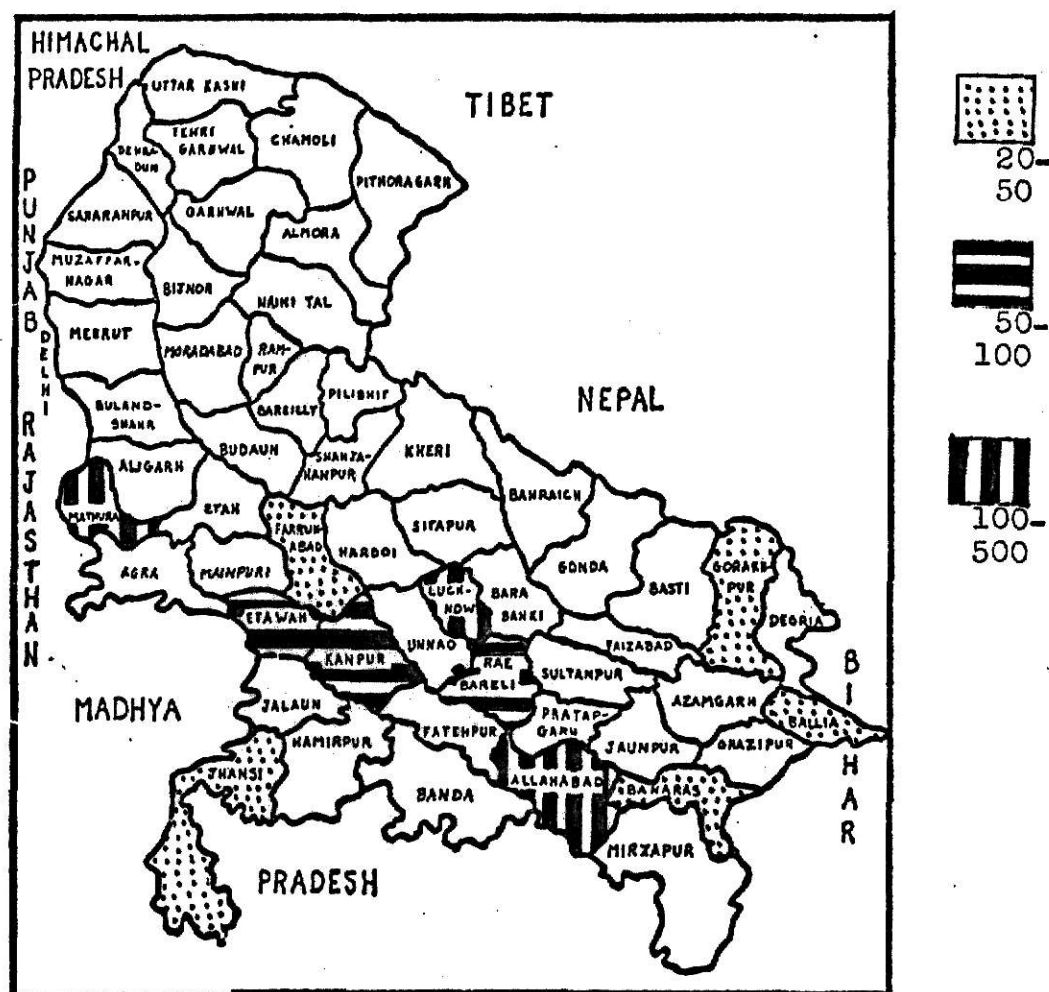 HIMACHAL
PRADESH
TIBET
UTTAR KASHI
TEHRI
GARHWAL
CHAMOLI
DEHRA
DUN
PITHORAGARH
PUNJAB
SAHARANPUR
GARHWAL
ALMORA
MUZAFFAR-
NAGAR
BIJNOR
NAINI TAL
MEERUT
DELHI
MORADABAD
RAM-
PUR
PILIBHIT
NEPAL
BULAND-
SHAHR
BAREILLY
RAJASTHAN
BUDAUN
SHAHJA-
HANPUR
KHERI
ALIGARH
BAHRAICH
MATHURA
ETAH
FARRUKH-
ABAD
HARDOI
SITAPUR
AGRA
MAINPURI
GONDA
BASTI
GORAKH-
PUR
LUCK-
NOW
BARA
BANKI
DEORIA
ETAWAH
UNNAO
FAIZABAD
KANPUR
RAE
BARELI
SULTANPUR
BIHAR
MADHYA
JALAUN
AZAMGARH
BALLIA
HAMIRPUR
FATEHPUR
PRATAP-
GARH
JAUNPUR
GHAZIPUR
JHANSI
BANDA
ALLAHABAD
BANARAS
MIRZAPUR
PRADESH
20-
50
50-
100
100-
500